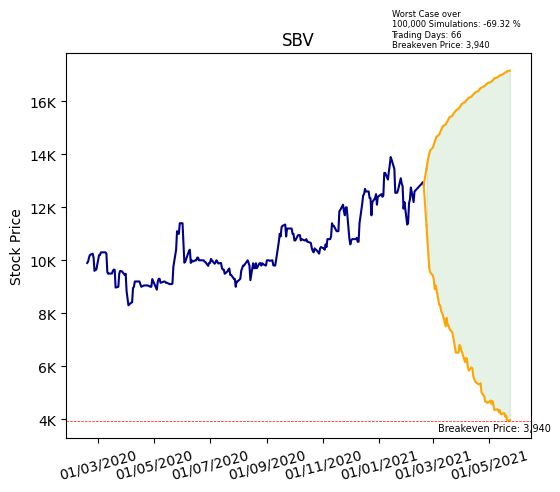 Worst Case over
100,000 Simulations: -69.32 %
Trading Days: 66
Breakeven Price: 3,940
SBV
Stock Price
16K
14K
12K
10K
8K
6K
4K
Breakeven Price: 3,940
01/03/2020
01/05/2020
01/07/2020
01/09/2020
01/11/2020
01/01/2021
01/03/2021
01/05/2021